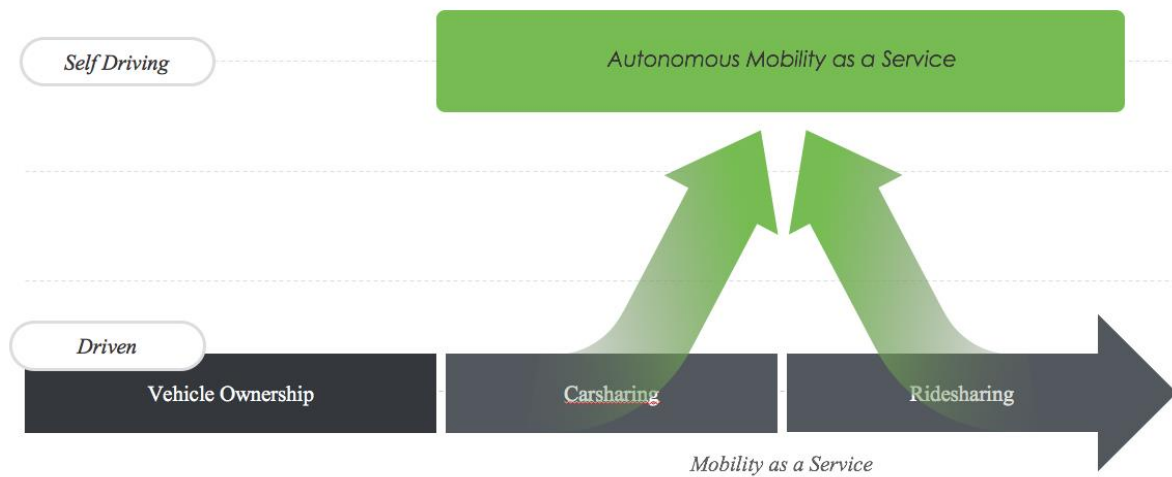 Self Driving
Autonomous Mobility as a Service
Driven
Vehicle Ownership
Carsharing
Ridesharing
Mobility as a Service